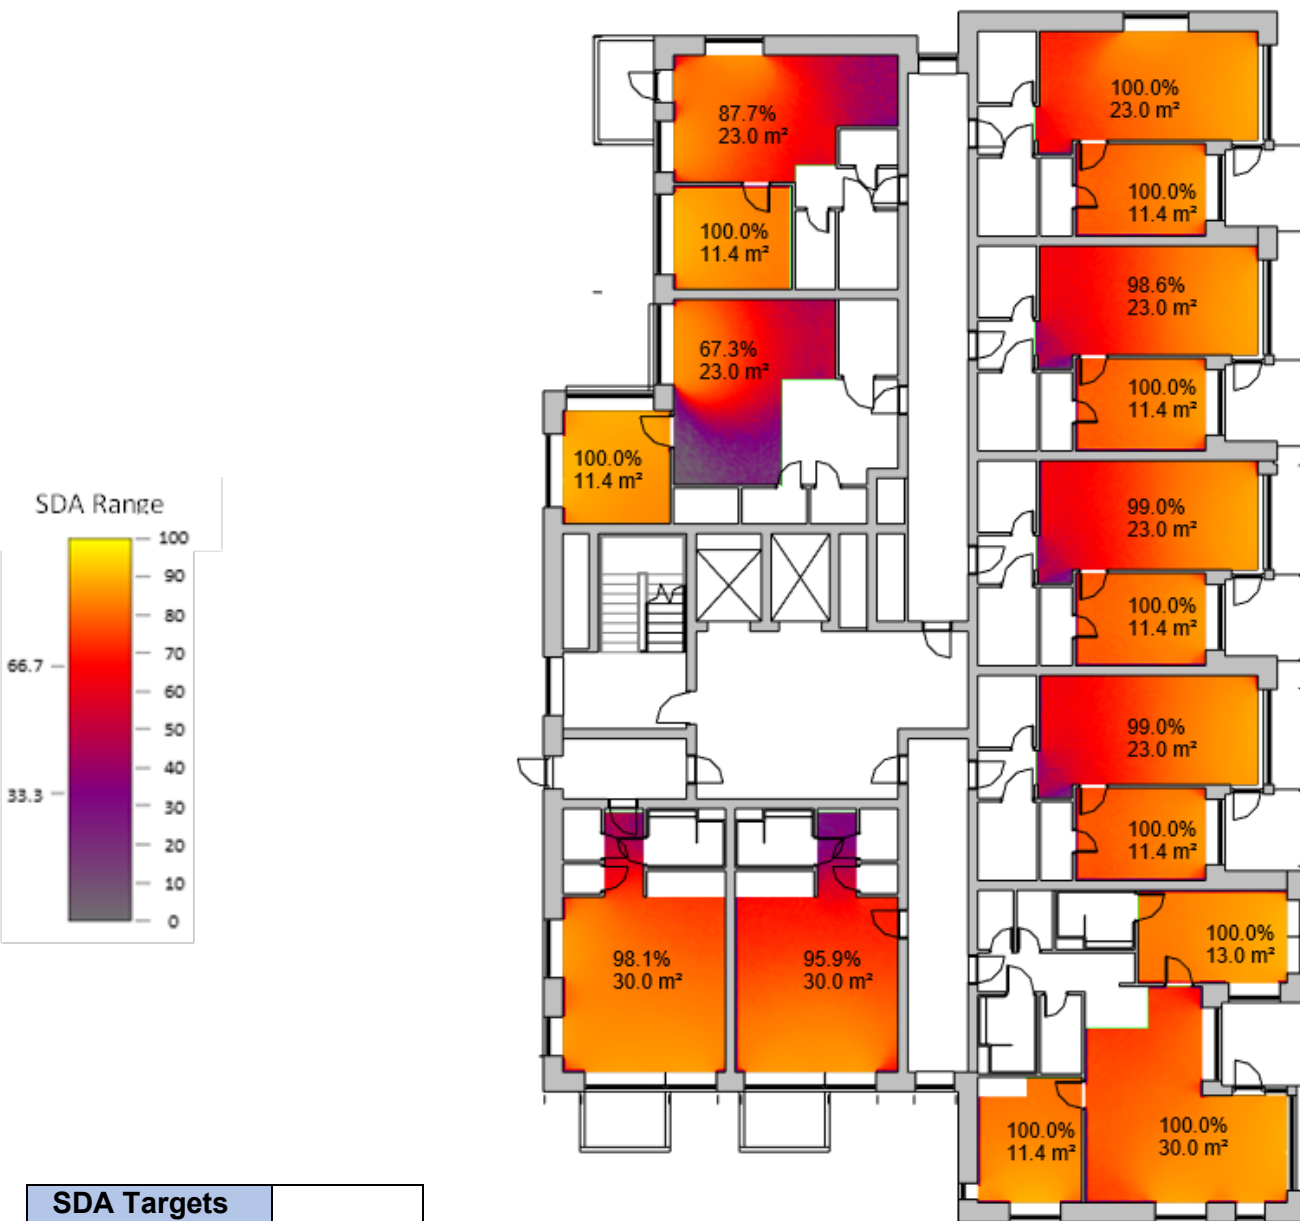 87.7%
23.0 m²
100.0%
23.0 m²
100.0%
11.4 m²
100.0%
11.4 m²
98.6%
23.0 m²
67.3%
23.0 m²
100.0%
11.4 m²
100.0%
11.4 m²
99.0%
23.0 m²
100.0%
11.4 m²
99.0%
23.0 m²
100.0%
11.4 m²
98.1%
30.0 m²
95.9%
30.0 m²
100.0%
13.0 m²
100.0%
11.4 m²
100.0%
30.0 m²
SDA Range
100
90
80
70
66.7
60
50
40
33.3
30
20
10
0
SDA Targets